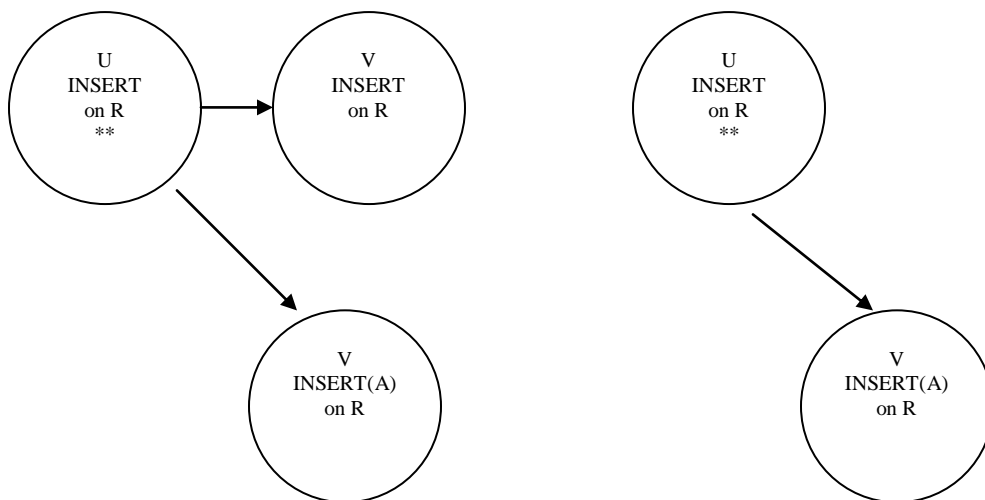 U
INSERT
on R
**
V
INSERT
on R
V
INSERT(A)
on R
U
INSERT
on R
**
V
INSERT(A)
on R